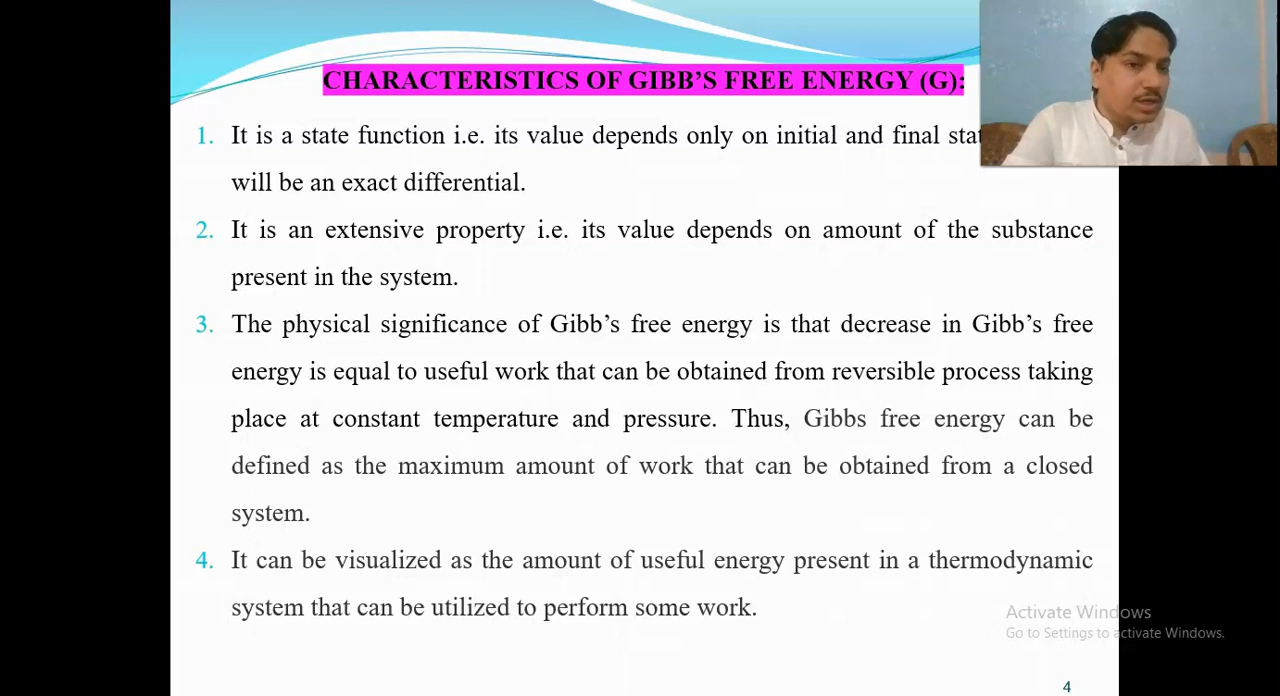 CHARACTERISTICS OF GIBB'S FREE ENERGY (G):
1. It is a state function i.e. its value depends only on initial and final
will be an exact differential.
2. It is an extensive property i.e. its value depends on amount of the substance
present in the system.
3. The physical significance of Gibb's free energy is that decrease in Gibb's free
energy is equal to useful work that can be obtained from reversible process taking
place at constant temperature and pressure. Thus, Gibbs free energy can be
defined as the maximum amount of work that can be obtained from a closed
system.
4. It can be visualized as the amount of useful energy present in a thermodynamic
system that can be utilized to perform some work.
Activate Windows
Go to Settings to activate Windows.
4